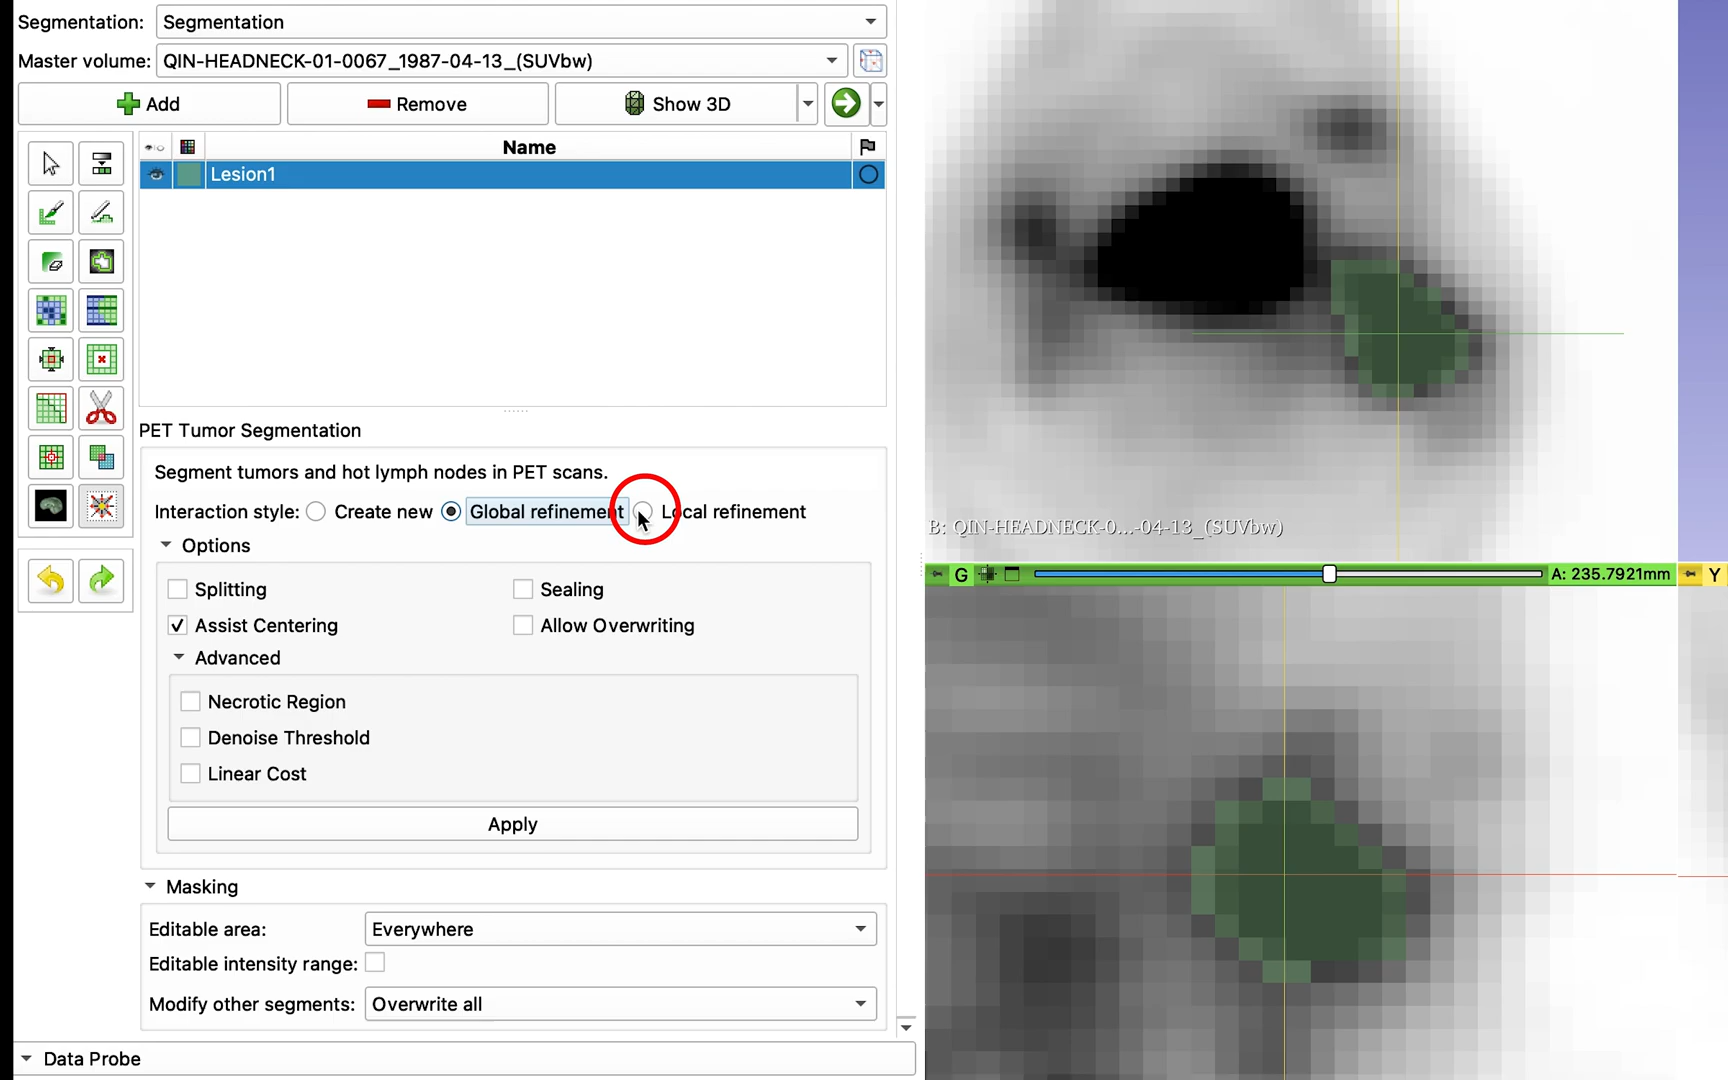 Segmentation: Segmentation
Master volume: QIN-HEADNECK-01-0067_1987-04-13_(SUVbw)
Add Remove Show 3D
Name
Lesion1
PET Tumor Segmentation
Segment tumors and hot lymph nodes in PET scans.
Interaction style: Create new Global refinement Local refinement
Options
Splitting Sealing
Assist Centering Allow Overwriting
Advanced
Necrotic Region
Denoise Threshold
Linear Cost
Apply
Masking
Editable area: Everywhere
Editable intensity range:
Modify other segments: Overwrite all
Data Probe
B: QIN-HEADNECK-0...-04-13_(SUVbw)
G A: 235.7921mm Y